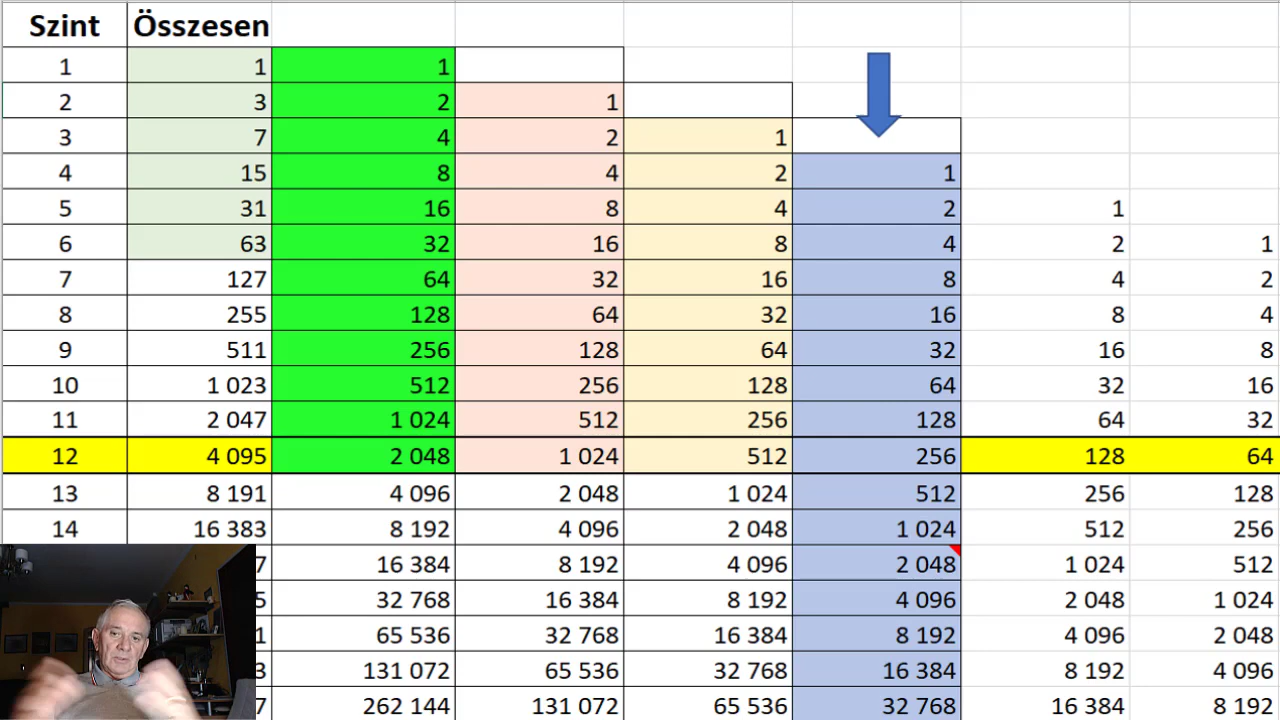 Szint Összesen
1 1 1
2 3 2 1
3 7 4 2 1
4 15 8 4 2 1
5 31 16 8 4 2 1
6 63 32 16 8 4 2 1
7 127 64 32 16 8 4 2
8 255 128 64 32 16 8 4
9 511 256 128 64 32 16 8
10 1 023 512 256 128 64 32 16
11 2 047 1 024 512 256 128 64 32
12 4 095 2 048 1 024 512 256 128 64
13 8 191 4 096 2 048 1 024 512 256 128
14 16 383 8 192 4 096 2 048 1 024 512 256
7 16 384 8 192 4 096 2 048 1 024 512
5 32 768 16 384 8 192 4 096 2 048 1 024
1 65 536 32 768 16 384 8 192 4 096 2 048
3 131 072 65 536 32 768 16 384 8 192 4 096
7 262 144 131 072 65 536 32 768 16 384 8 192